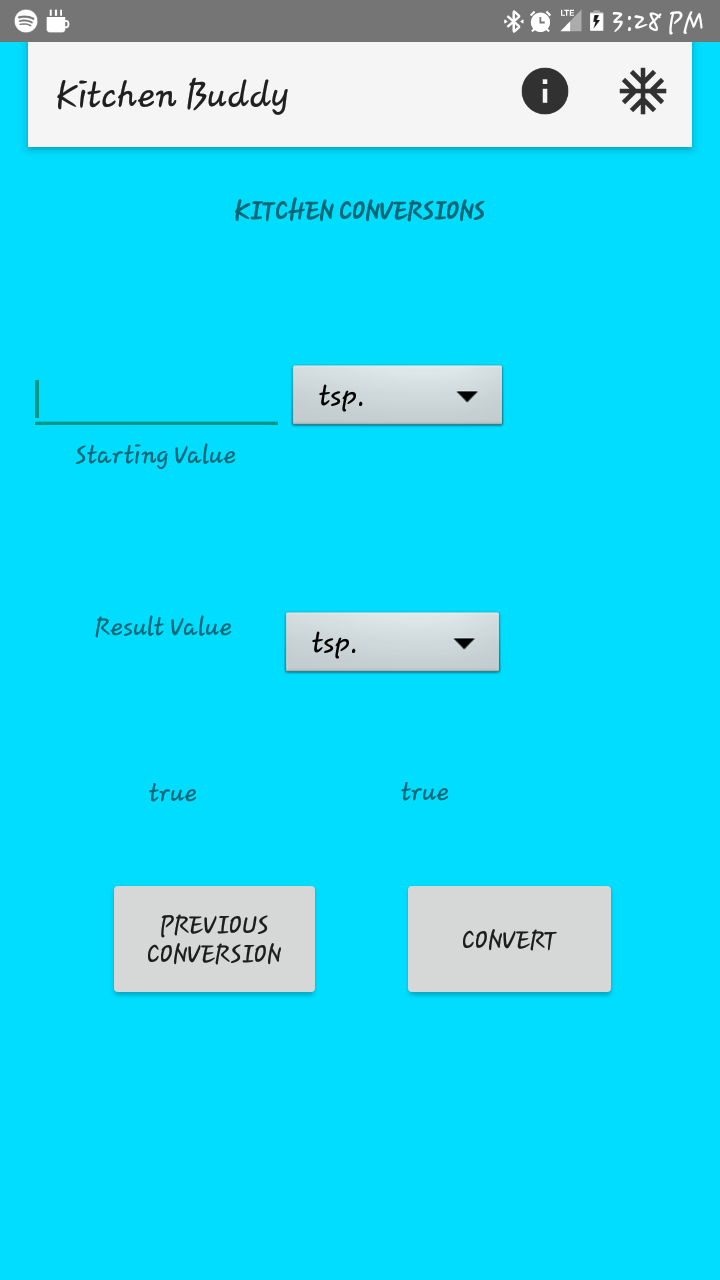 LTE 3:28 PM
Kitchen Buddy
KITCHEN CONVERSIONS
tsp.
Starting Value
Result Value tsp.
true true
PREVIOUS
CONVERSION
CONVERT